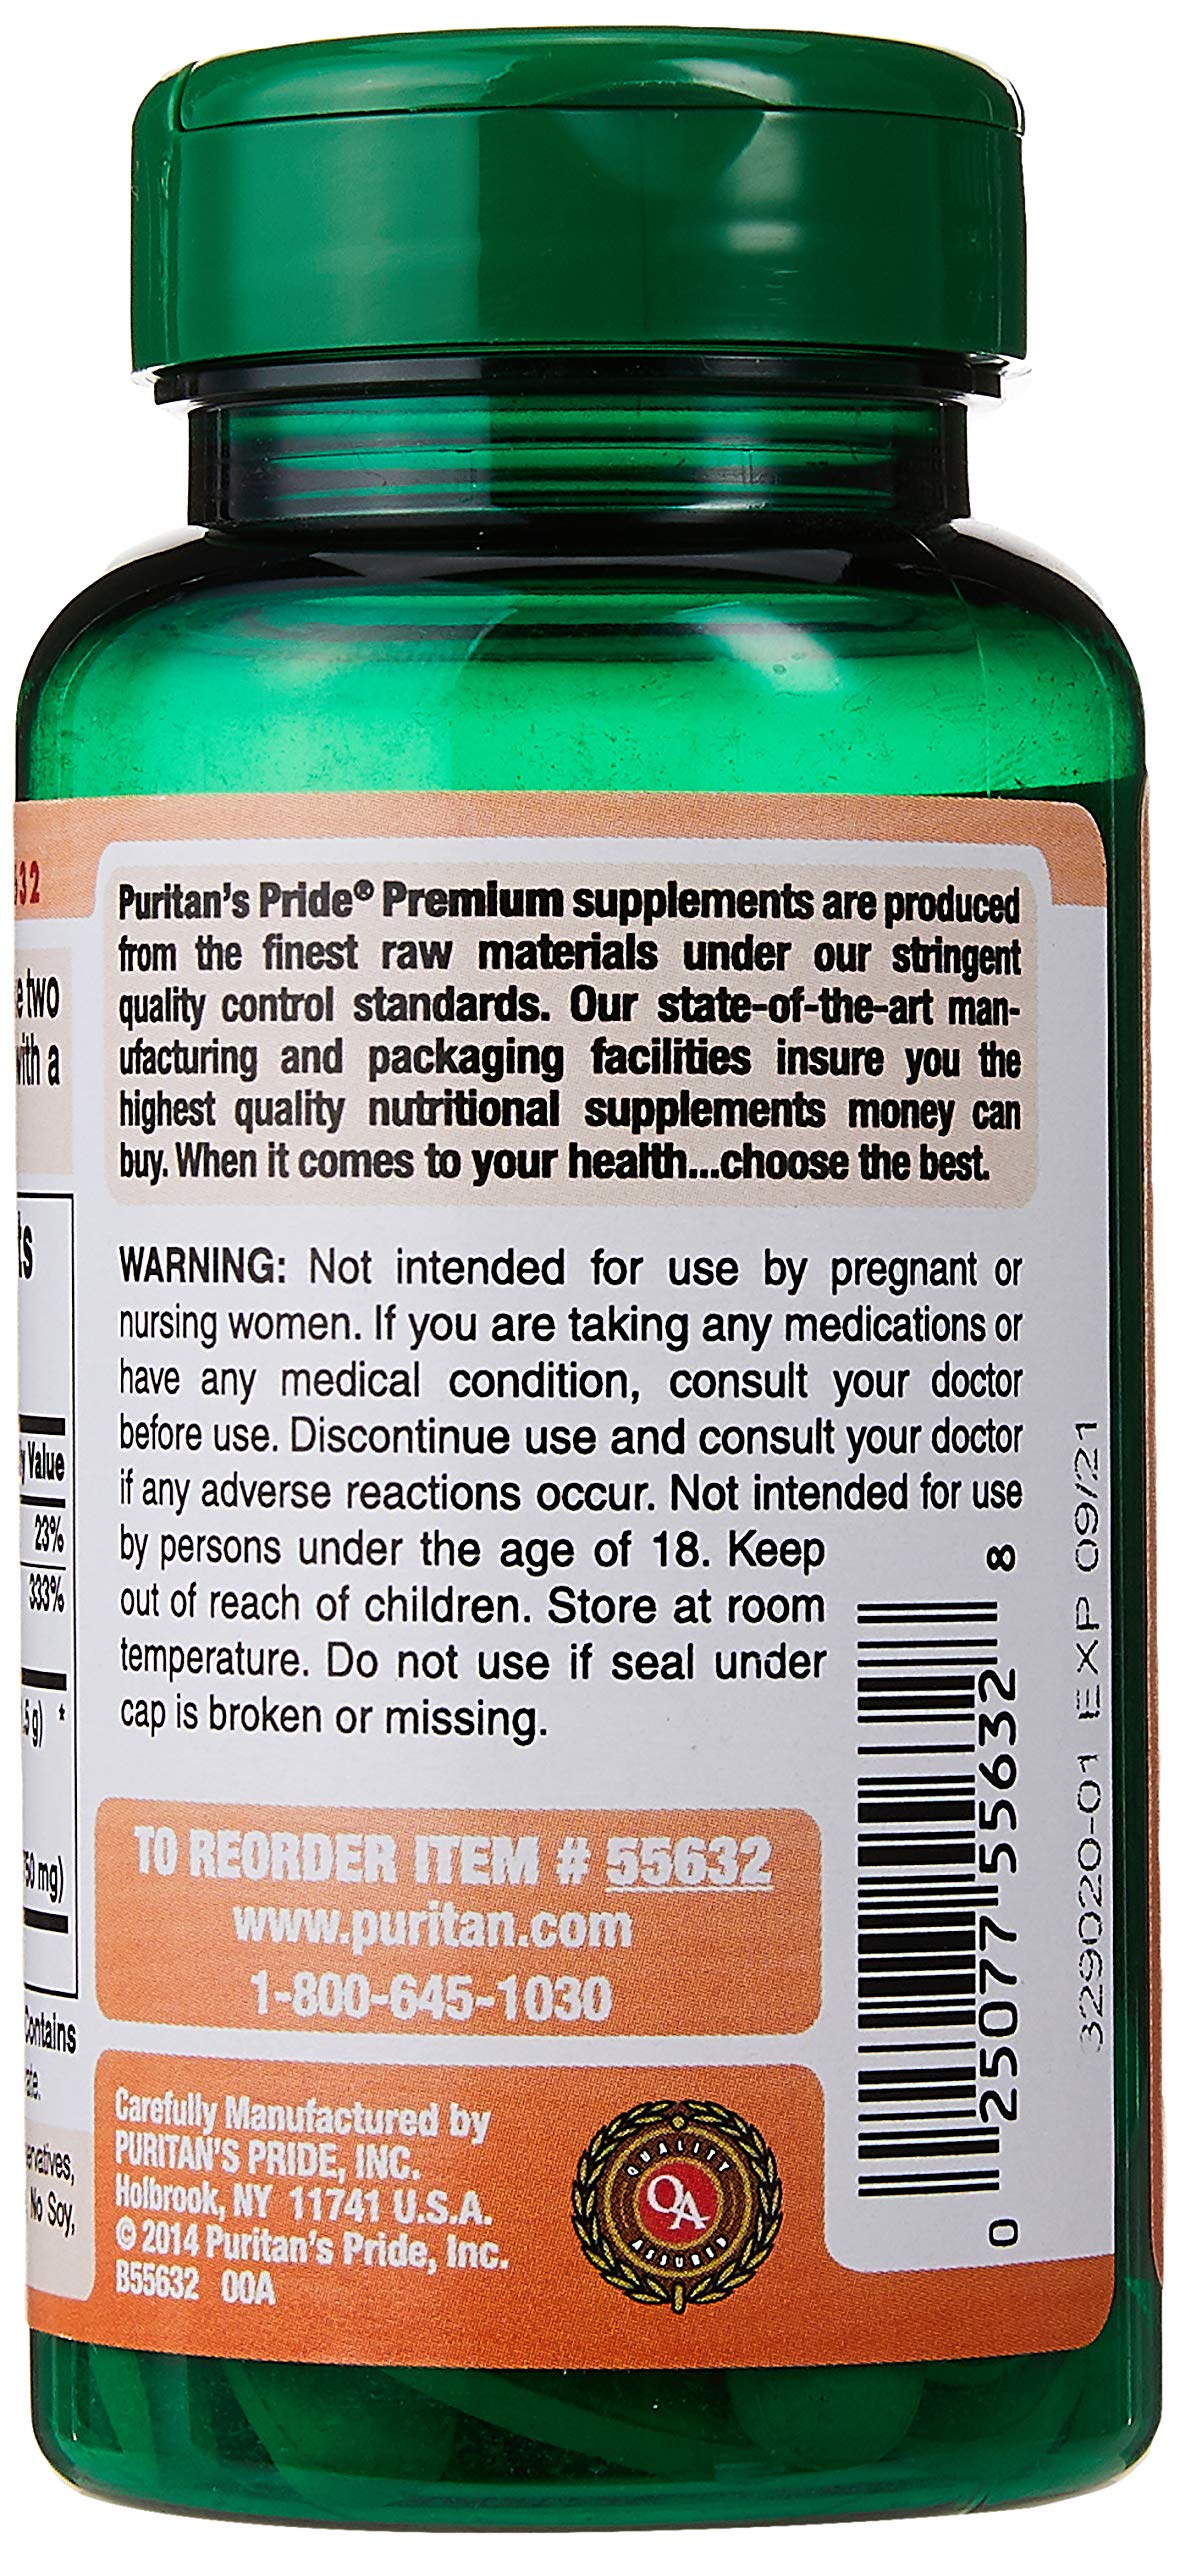 632
two
with a
ts
Value
23%
333%
.5 g) *
50 mg)
Contains
No Soy,
Puritan's Pride® Premium supplements are produced
from the finest raw materials under our stringent
quality control standards. Our state-of-the-art man-
ufacturing and packaging facilities insure you the
highest quality nutritional supplements money can
buy. When it comes to your health...choose the best.
WARNING: Not intended for use by pregnant or
nursing women. If you are taking any medications or
have any medical condition, consult your doctor
before use. Discontinue use and consult your doctor
if any adverse reactions occur. Not intended for use
by persons under the age of 18. Keep
out of reach of children. Store at room
temperature. Do not use if seal under
cap is broken or missing.
TO REORDER ITEM # 55632
www.puritan.com
1-800-645-1030
Carefully Manufactured by
PURITAN'S PRIDE, INC.
Holbrook, NY 11741 U.S.A.
© 2014 Puritan's Pride, Inc.
B55632 00A
QUALITY
QA
ASSURED
0 25077 55632 8
329020-01 EXP 09/21